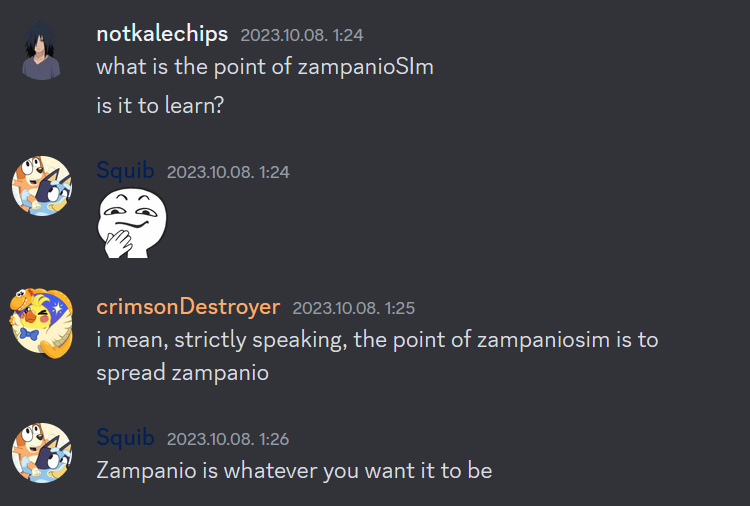 notkalechips 2023.10.08. 1:24
what is the point of zampanioSIm
is it to learn?
Squib 2023.10.08. 1:24
crimsonDestroyer 2023.10.08. 1:25
i mean, strictly speaking, the point of zampaniosim is to
spread zampanio
Squib 2023.10.08. 1:26
Zampanio is whatever you want it to be